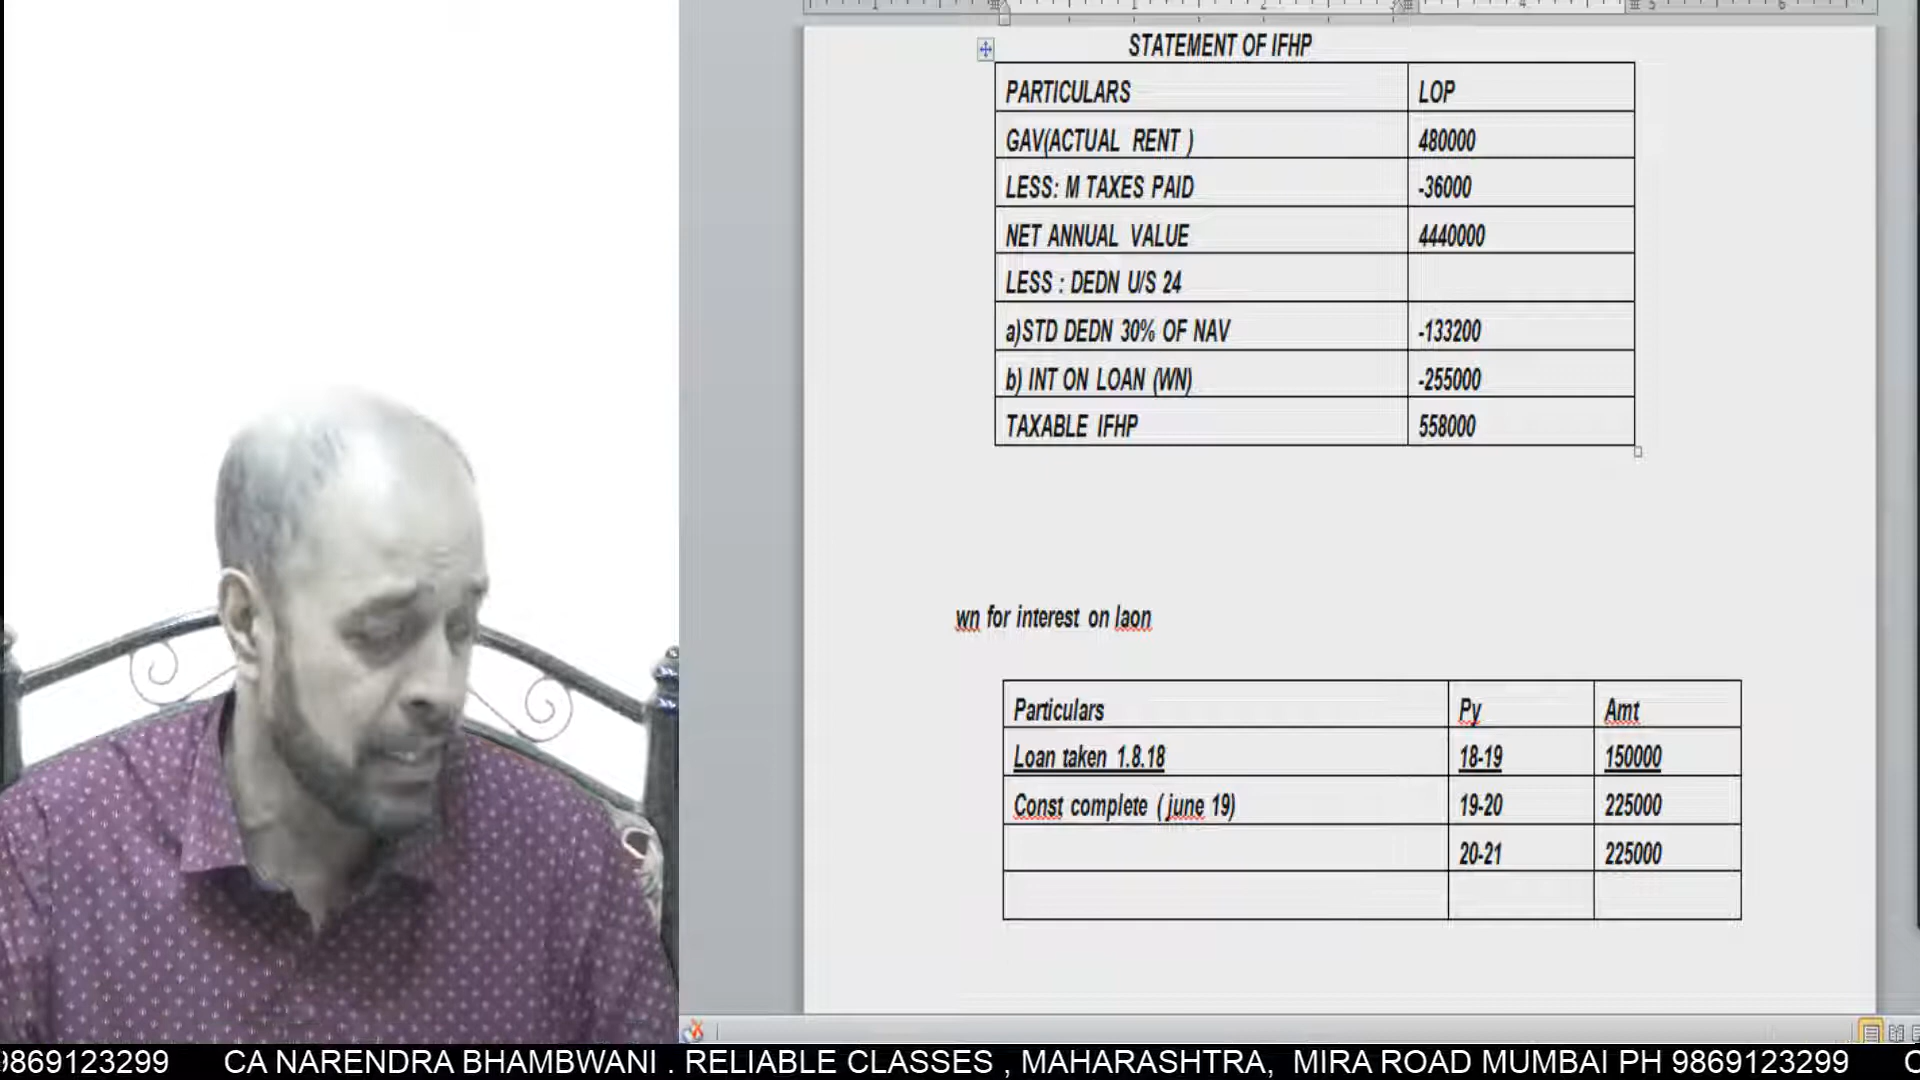 STATEMENT OF IFHP
PARTICULARS LOP
GAV(ACTUAL RENT ) 480000
LESS: M TAXES PAID -36000
NET ANNUAL VALUE 4440000
LESS : DEDN U/S 24
a)STD DEDN 30% OF NAV -133200
b) INT ON LOAN (WN) -255000
TAXABLE IFHP 558000
wn for interest on laon
Particulars Py Amt
Loan taken 1.8.18 18-19 150000
Const complete ( june 19) 19-20 225000
20-21 225000
9869123299 CA NARENDRA BHAMBWANI . RELIABLE CLASSES , MAHARASHTRA, MIRA ROAD MUMBAI PH 9869123299 C